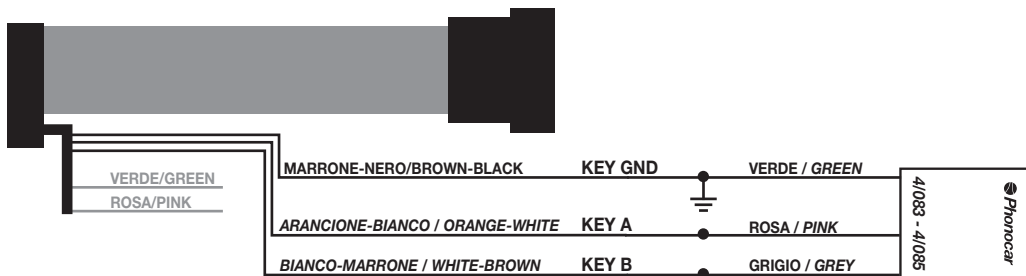 MARRONE-NERO/BROWN-BLACK KEY GND VERDE / GREEN
VERDE/GREEN
ROSA/PINK
ARANCIONE-BIANCO / ORANGE-WHITE KEY A ROSA / PINK
BIANCO-MARRONE / WHITE-BROWN KEY B GRIGIO / GREY
4/083 - 4/085
Phonocar